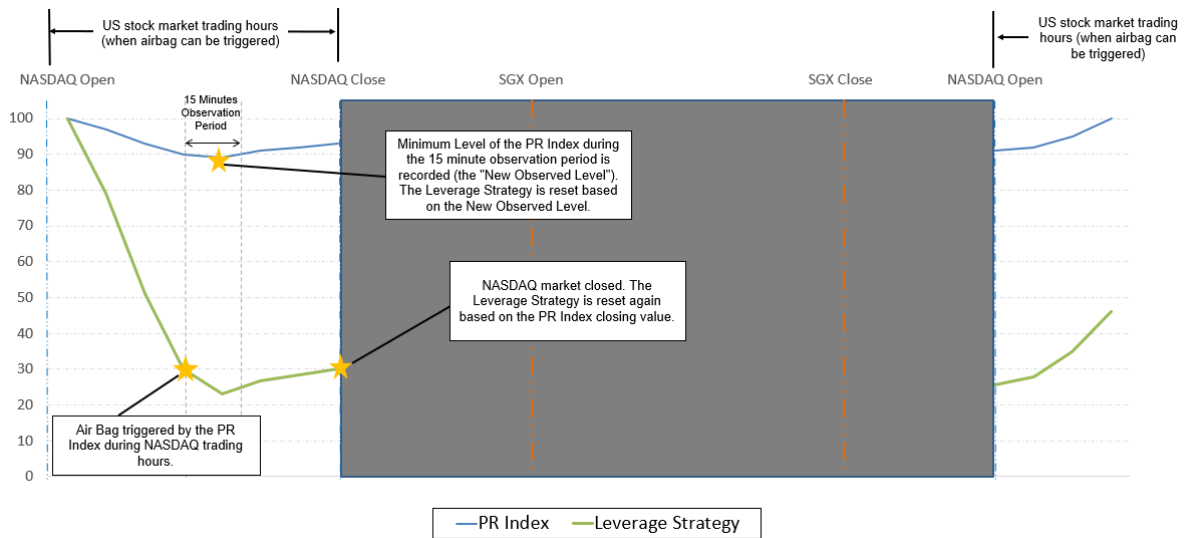 US stock market trading hours
(when airbag can be triggered)
US stock market trading
hours (when airbag can
be triggered)
NASDAQ Open
NASDAQ Close
SGX Open
SGX Close
NASDAQ Open
15 Minutes
Observation
Period
100
90
80
70
60
50
40
30
20
10
0
Minimum Level of the PR Index during
the 15 minute observation period is
recorded (the "New Observed Level").
The Leverage Strategy is reset based
on the New Observed Level.
NASDAQ market closed. The
Leverage Strategy is reset again
based on the PR Index closing value.
Air Bag triggered by the PR
Index during NASDAQ trading
hours.
PR Index
Leverage Strategy